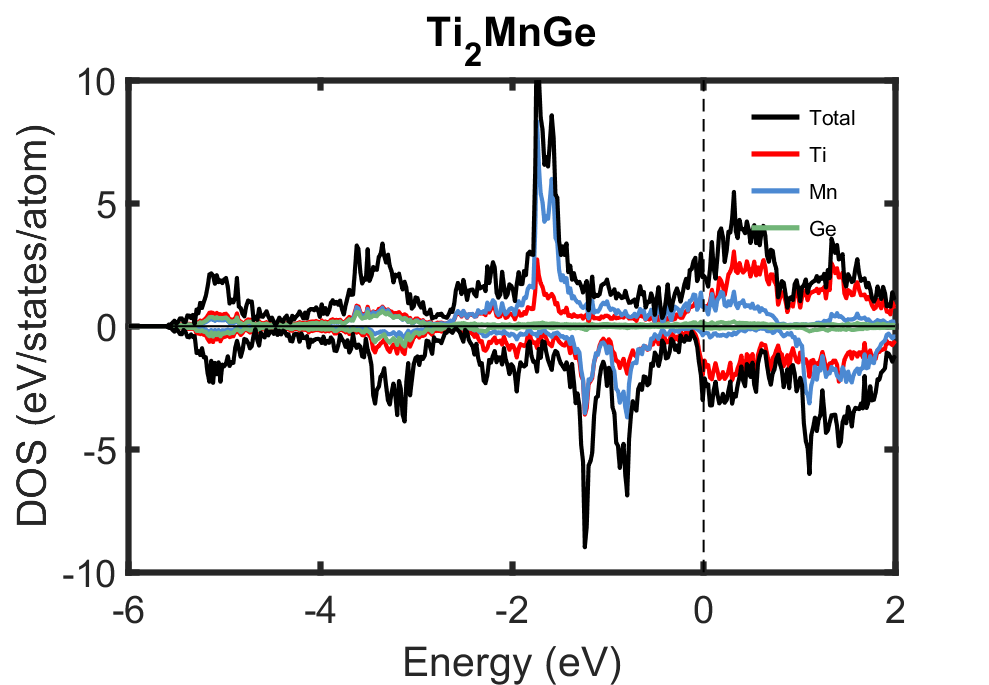 Ti2MnGe
10
5
0
-5
-10
DOS (eV/states/atom)
Total
Ti
Mn
Ge
-6 -4 -2 0 2
Energy (eV)